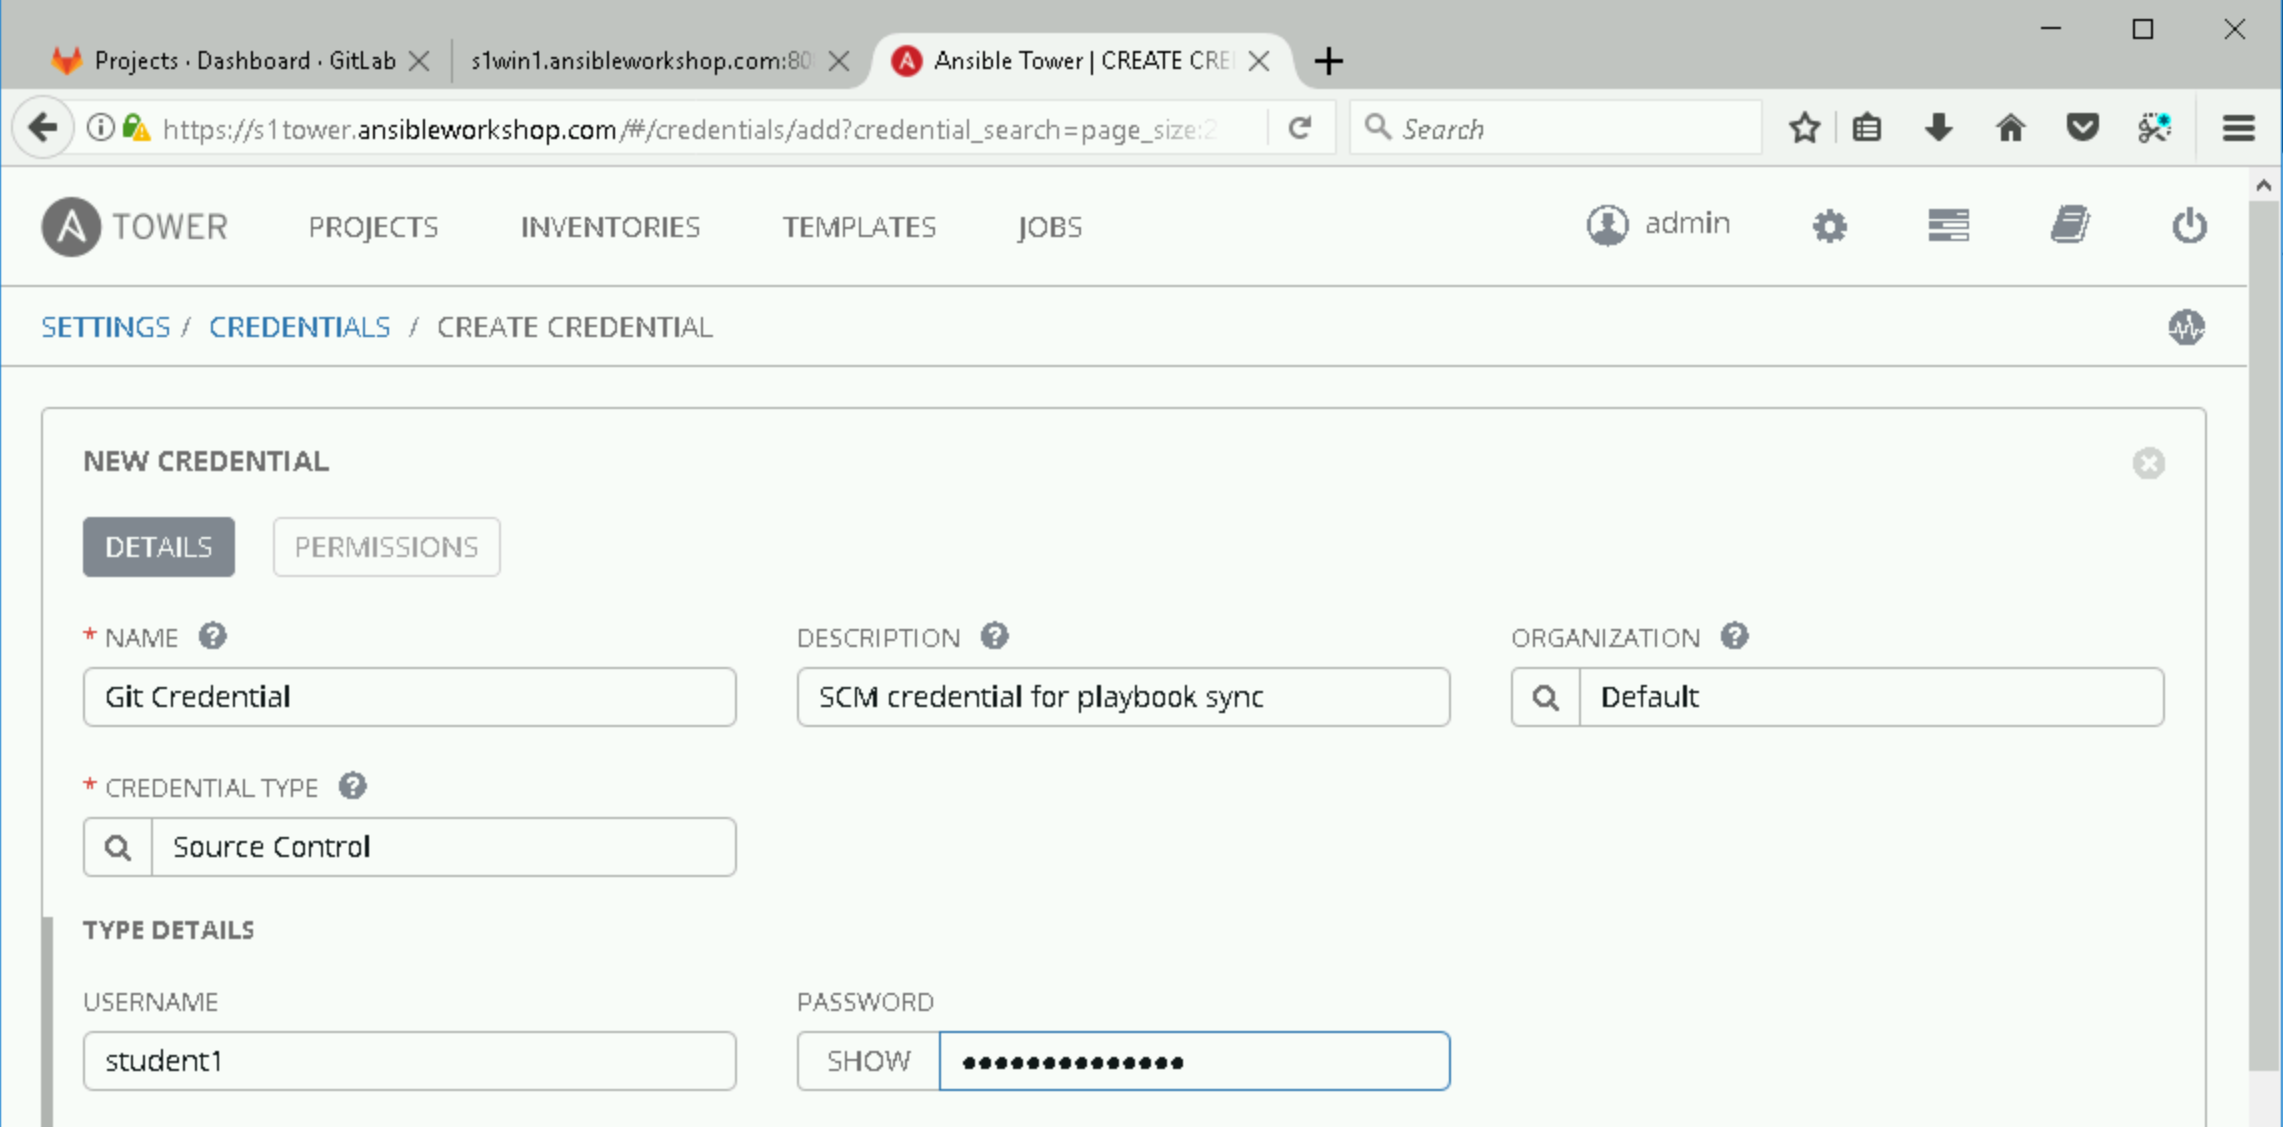 Projects · Dashboard · GitLab
s1win1.ansibleworkshop.com:80
Ansible Tower | CREATE CRE
https://s1tower.ansibleworkshop.com/#/credentials/add?credential_search=page_size:2
Search
A TOWER PROJECTS INVENTORIES TEMPLATES JOBS admin
SETTINGS / CREDENTIALS / CREATE CREDENTIAL
NEW CREDENTIAL
DETAILS PERMISSIONS
* NAME ? DESCRIPTION ? ORGANIZATION ?
Git Credential SCM credential for playbook sync Default
* CREDENTIAL TYPE ?
Source Control
TYPE DETAILS
USERNAME PASSWORD
student1 SHOW ••••••••••••••